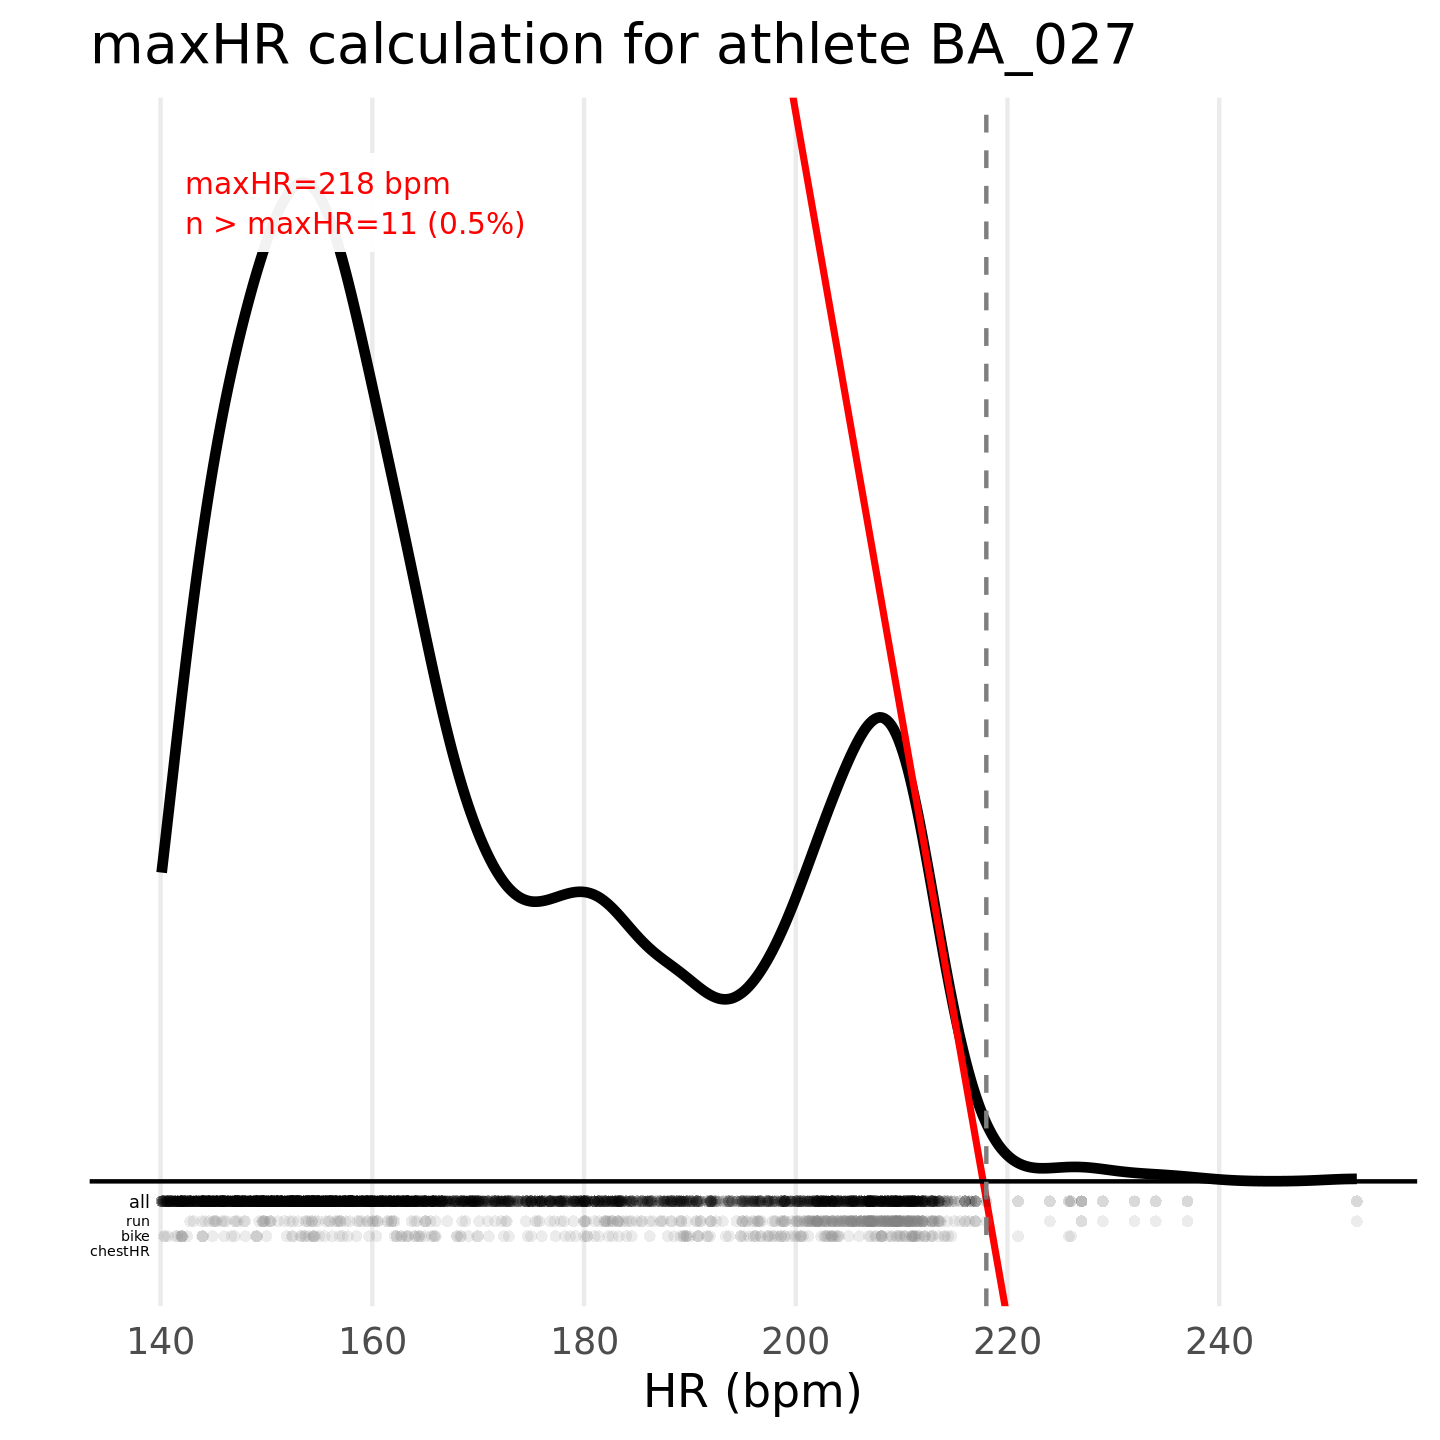 maxHR calculation for athlete BA_027
maxHR=218 bpm
n > maxHR=11 (0.5%)
all
run
bike
chestHR
140 160 180 200 220 240
HR (bpm)